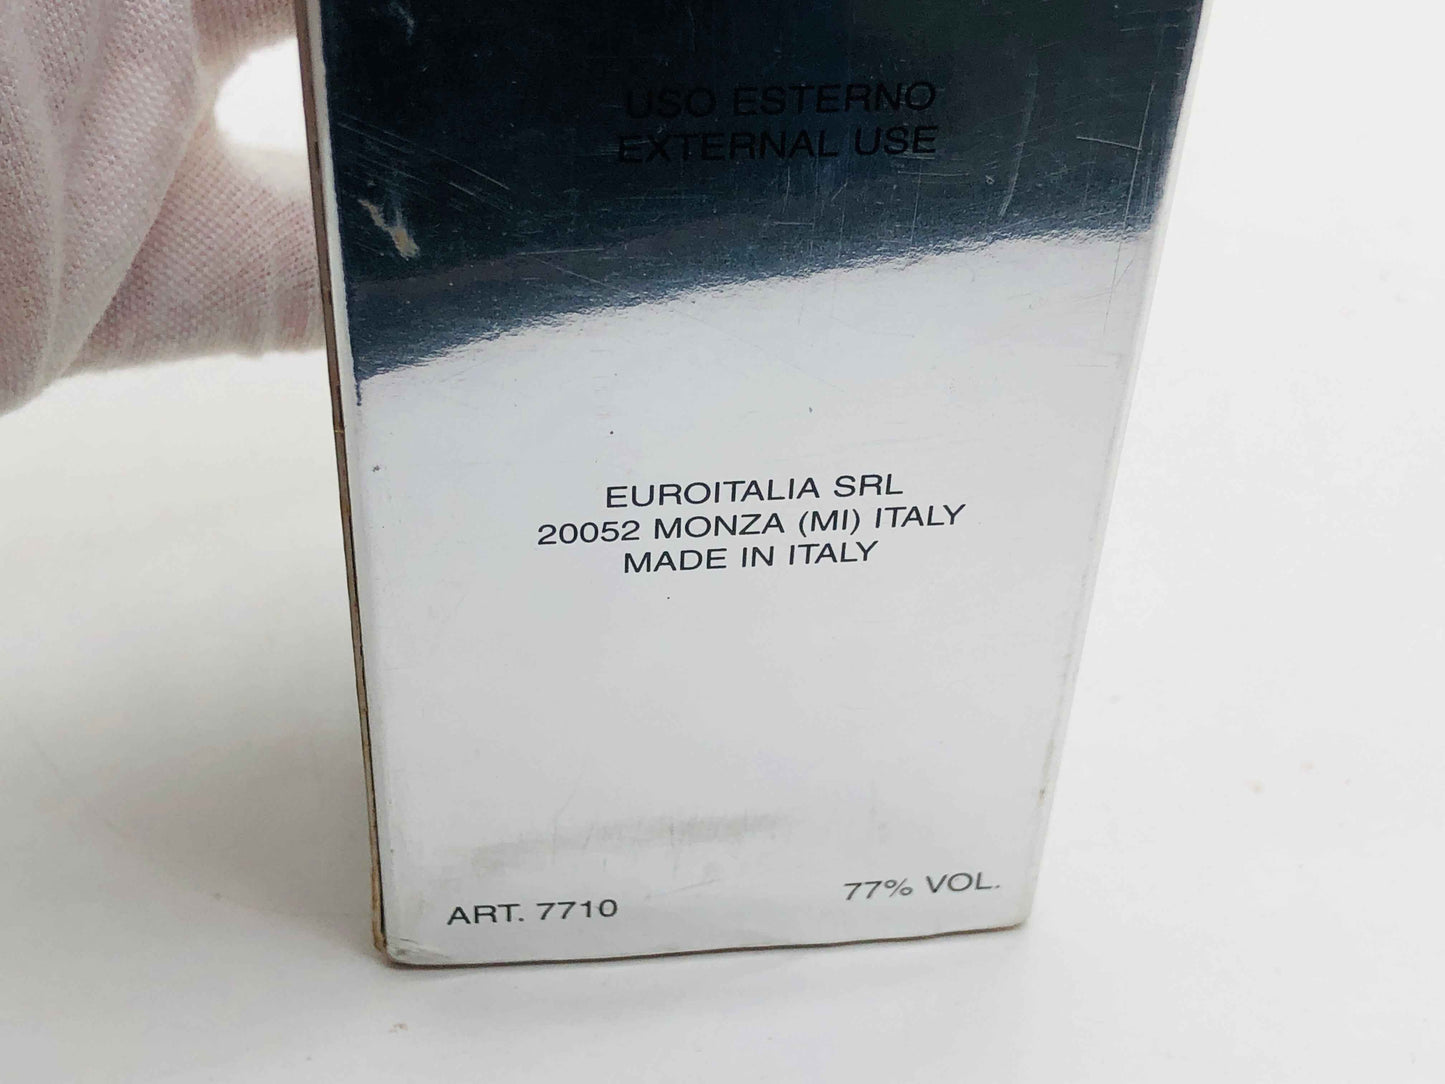 USO ESTERNO
EXTERNAL USE
EUROITALIA SRL
20052 MONZA (MI) ITALY
MADE IN ITALY
77% VOL.
ART. 7710